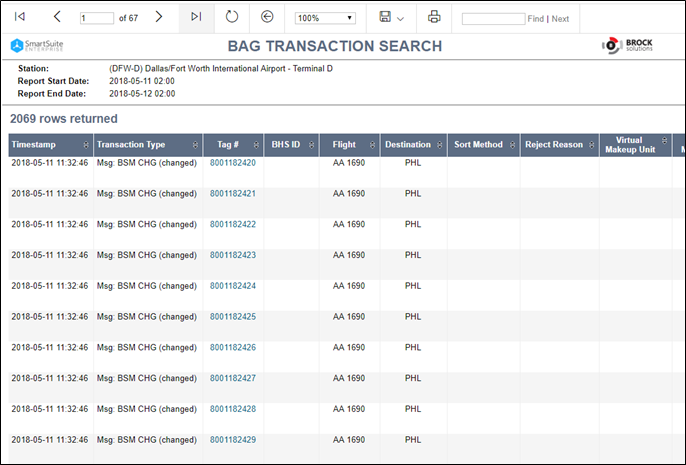 1 of 67 100% Find | Next
SmartSuite ENTERPRISE BAG TRANSACTION SEARCH BROCK solutions
Station: (DFW-D) Dallas/Fort Worth International Airport - Terminal D
Report Start Date: 2018-05-11 02:00
Report End Date: 2018-05-12 02:00
2069 rows returned
Timestamp Transaction Type Tag # BHS ID Flight Destination Sort Method Reject Reason Virtual Makeup Unit M
2018-05-11 11:32:46 Msg: BSM CHG (changed) 8001182420 AA 1690 PHL
2018-05-11 11:32:46 Msg: BSM CHG (changed) 8001182421 AA 1690 PHL
2018-05-11 11:32:46 Msg: BSM CHG (changed) 8001182422 AA 1690 PHL
2018-05-11 11:32:46 Msg: BSM CHG (changed) 8001182423 AA 1690 PHL
2018-05-11 11:32:46 Msg: BSM CHG (changed) 8001182424 AA 1690 PHL
2018-05-11 11:32:46 Msg: BSM CHG (changed) 8001182425 AA 1690 PHL
2018-05-11 11:32:46 Msg: BSM CHG (changed) 8001182426 AA 1690 PHL
2018-05-11 11:32:46 Msg: BSM CHG (changed) 8001182427 AA 1690 PHL
2018-05-11 11:32:46 Msg: BSM CHG (changed) 8001182428 AA 1690 PHL
2018-05-11 11:32:46 Msg: BSM CHG (changed) 8001182429 AA 1690 PHL